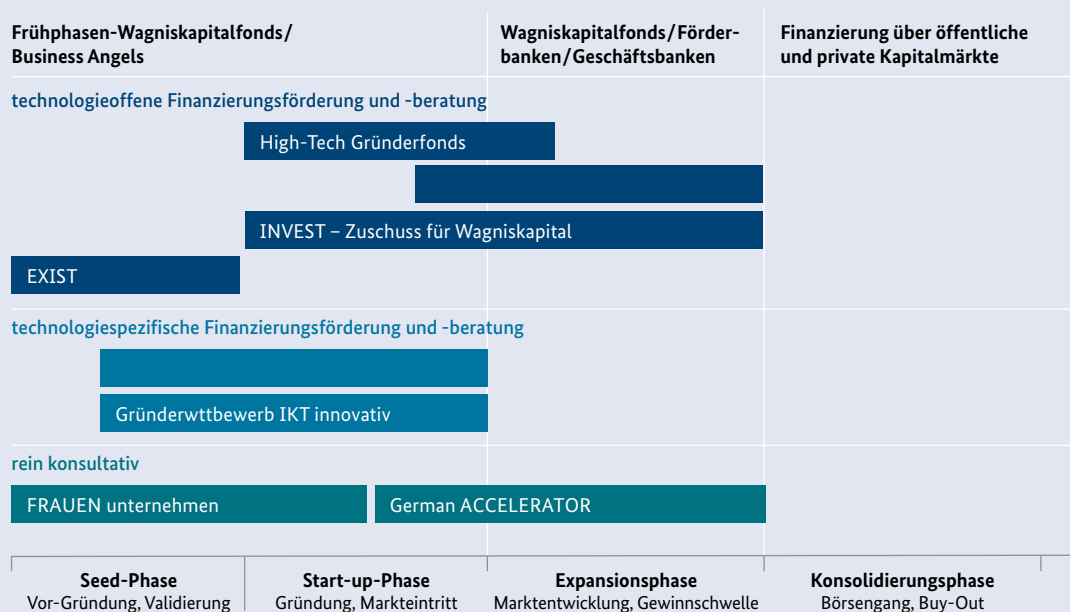 Frühphasen-Wagniskapitalfonds/
Business Angels
Wagniskapitalfonds/Förder-
banken/Geschäftsbanken
Finanzierung über öffentliche
und private Kapitalmärkte
technologieoffene Finanzierungsförderung und -beratung
High-Tech Gründerfonds
INVEST – Zuschuss für Wagniskapital
EXIST
technologiespezifische Finanzierungsförderung und -beratung
Gründerwttbewerb IKT innovativ
rein konsultativ
FRAUEN unternehmen
German ACCELERATOR
Seed-Phase
Vor-Gründung, Validierung
Start-up-Phase
Gründung, Markteintritt
Expansionsphase
Marktentwicklung, Gewinnschwelle
Konsolidierungsphase
Börsengang, Buy-Out